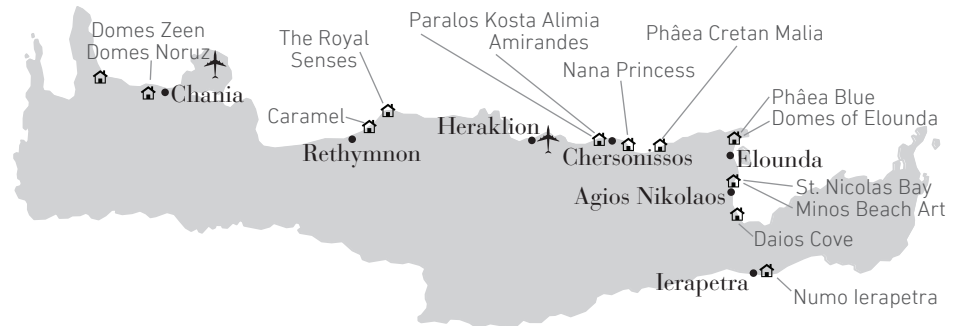 Domes Zeen
Domes Noruz
Chania
The Royal
Senses
Caramel
Rethymnon
Paralos Kosta Alimia
Amirandes
Heraklion
Nana Princess
Chersonissos
Phâea Cretan Malia
Phâea Blue
Domes of Elounda
Elounda
St. Nicolas Bay
Agios Nikolaos
Minos Beach Art
Daios Cove
Ierapetra
Numo Ierapetra